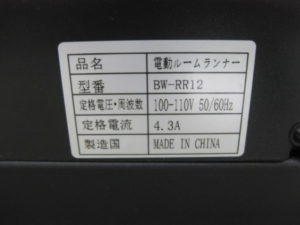 品名 電動ルームランナー
型番 BW-RR12
定格電圧・周波数 100-110V 50/60Hz
定格電流 4.3A
製造国 MADE IN CHINA